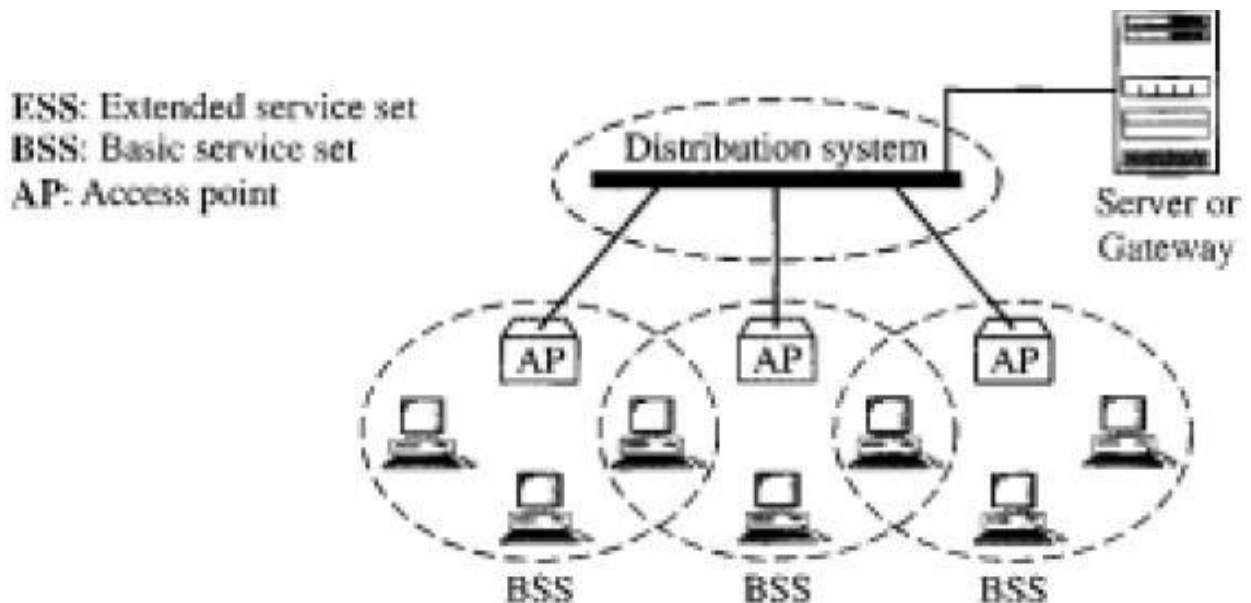 ESS: Extended service set
BSS: Basic service set
AP: Access point
Distribution system
Server or
Gateway
AP
AP
AP
BSS
BSS
BSS